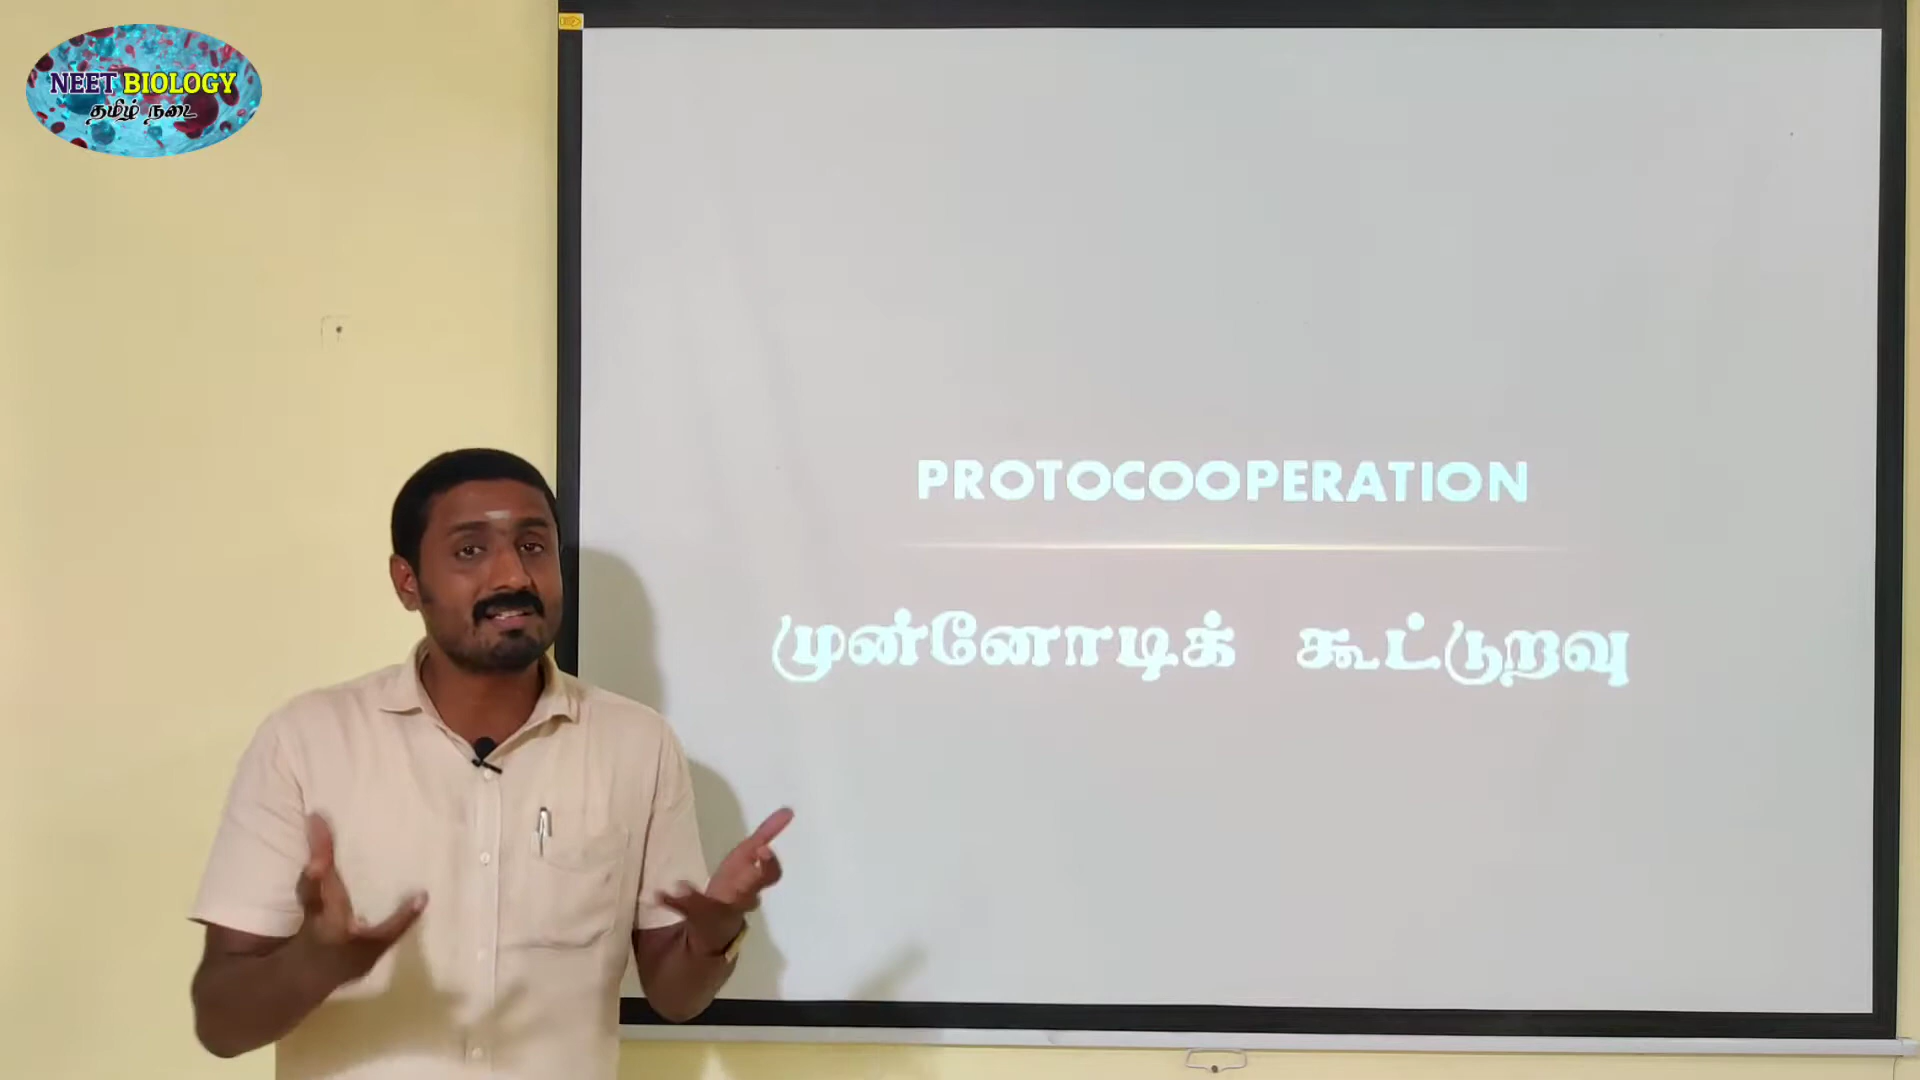 NEET BIOLOGY
தமிழ் நடை
PROTOCOOPERATION
முன்னோடிக் கூட்டுறவு